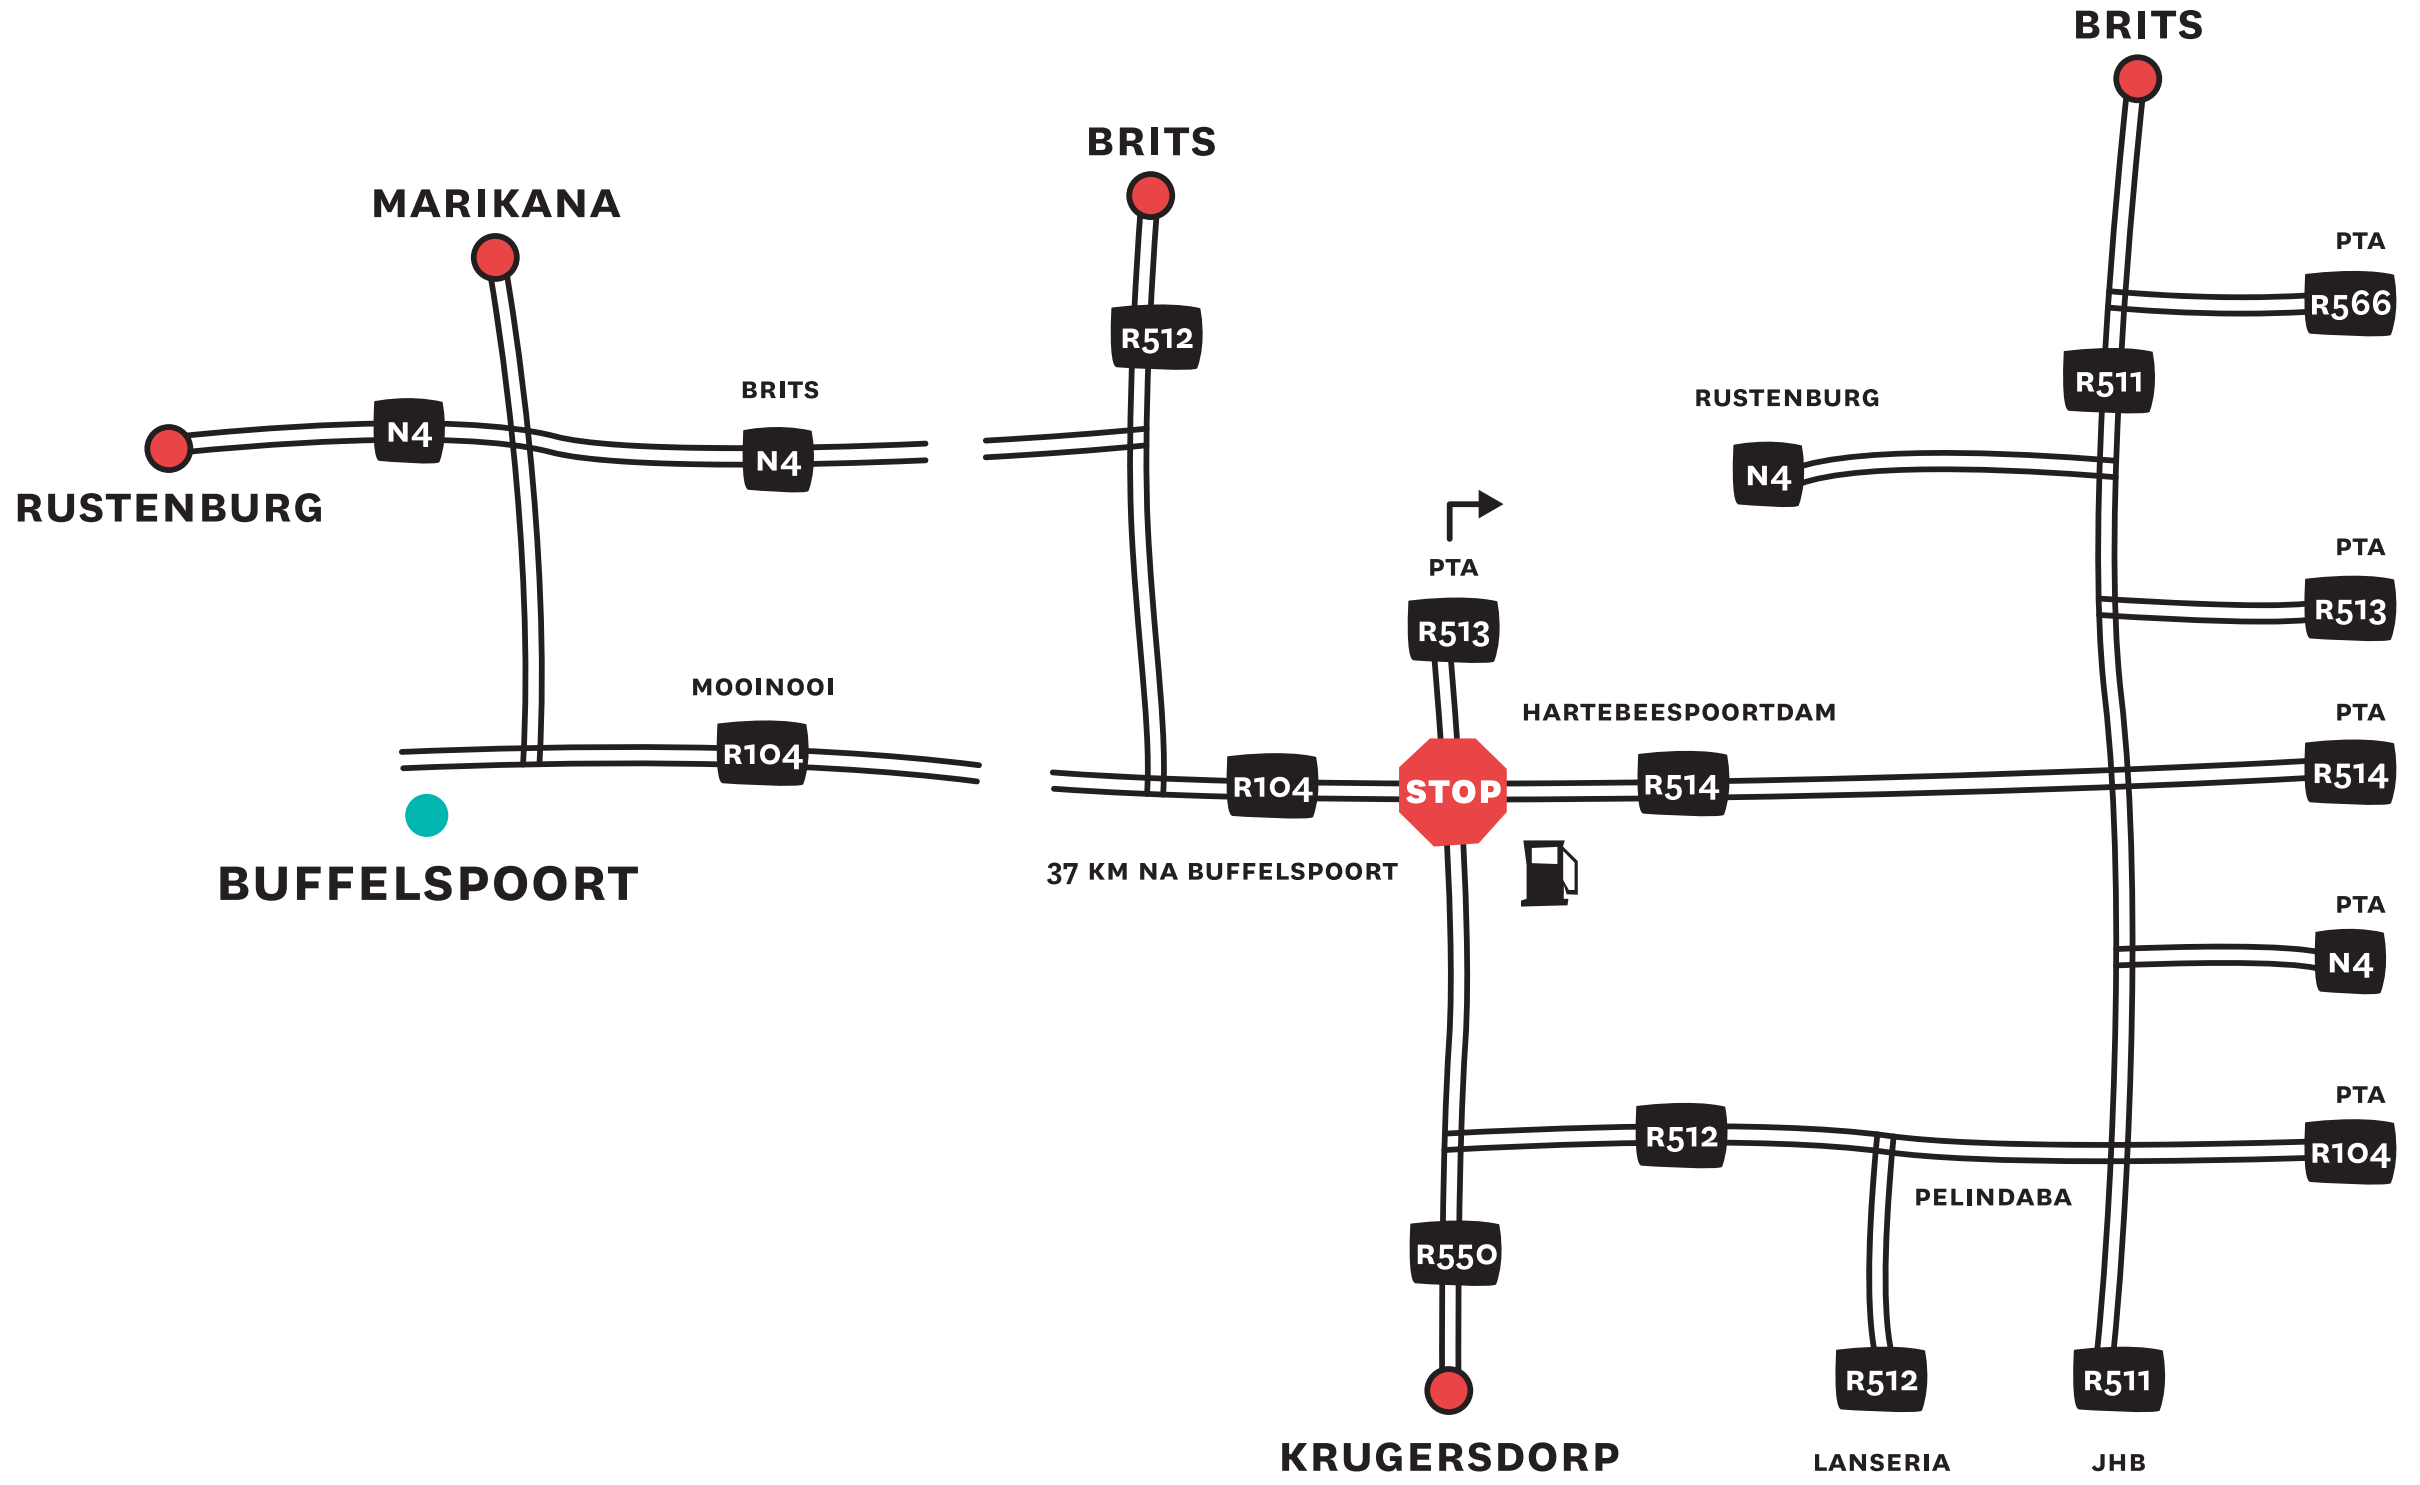 BRITS
BRITS
MARIKANA
PTA
R566
R512
R511
BRITS
RUSTENBURG
N4
N4
N4
RUSTENBURG
PTA
PTA
R513
R513
MOOINOOI
HARTEBEESPOORTDAM
PTA
R104
R104
STOP
R514
R514
BUFFELSPOORT
37 KM NA BUFFELSPOORT
PTA
N4
PTA
R512
R104
PELINDABA
R550
R512
R511
KRUGERSDORP
LANSERIA
JHB